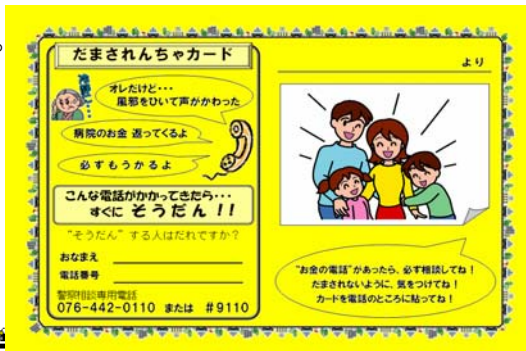 だまされんちゃカード
オレだけど・・・
風邪をひいて声がかわった
病院のお金 返ってくるよ
必ずもうかるよ
こんな電話がかかってきたら・・・
すぐに そうだん !!
"そうだん"する人はだれですか?
おなまえ
電話番号
警察相談専用電話
076-442-0110 または #9110
より
"お金の電話"があったら、必ず相談してね!
だまされないように、気をつけてね!
カードを電話のところに貼ってね!